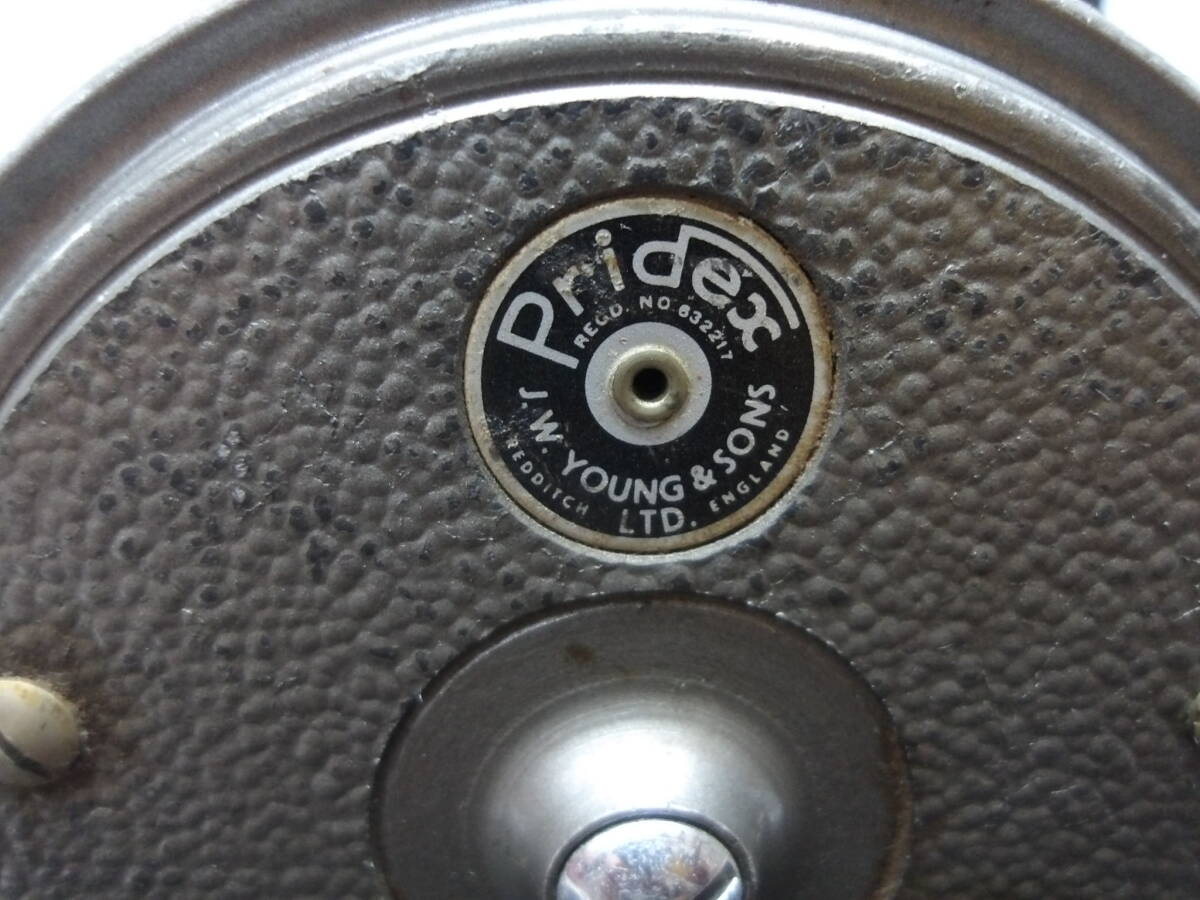 Pridex
REGD. NO 632217
J. W. YOUNG & SONS
LTD.
REDDITCH ENGLAND